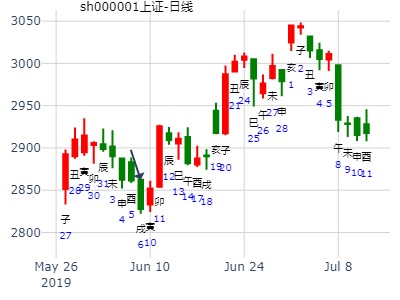 sh000001上证-日线
3050
3000
2950
2900
2850
2800
子
27
丑
28
寅
29
卯
30
辰
31
未
3
申
4
酉
5
戌
6
寅
10
卯
11
辰
12
巳
13
午
14
酉
17
戌
18
亥
19
子
20
丑
21
辰
24
巳
25
午
26
未
27
申
28
亥
1
子
2
丑
3
寅
4
卯
5
午
8
未
9
申
10
酉
11
May 26
2019
Jun 10
Jun 24
Jul 8